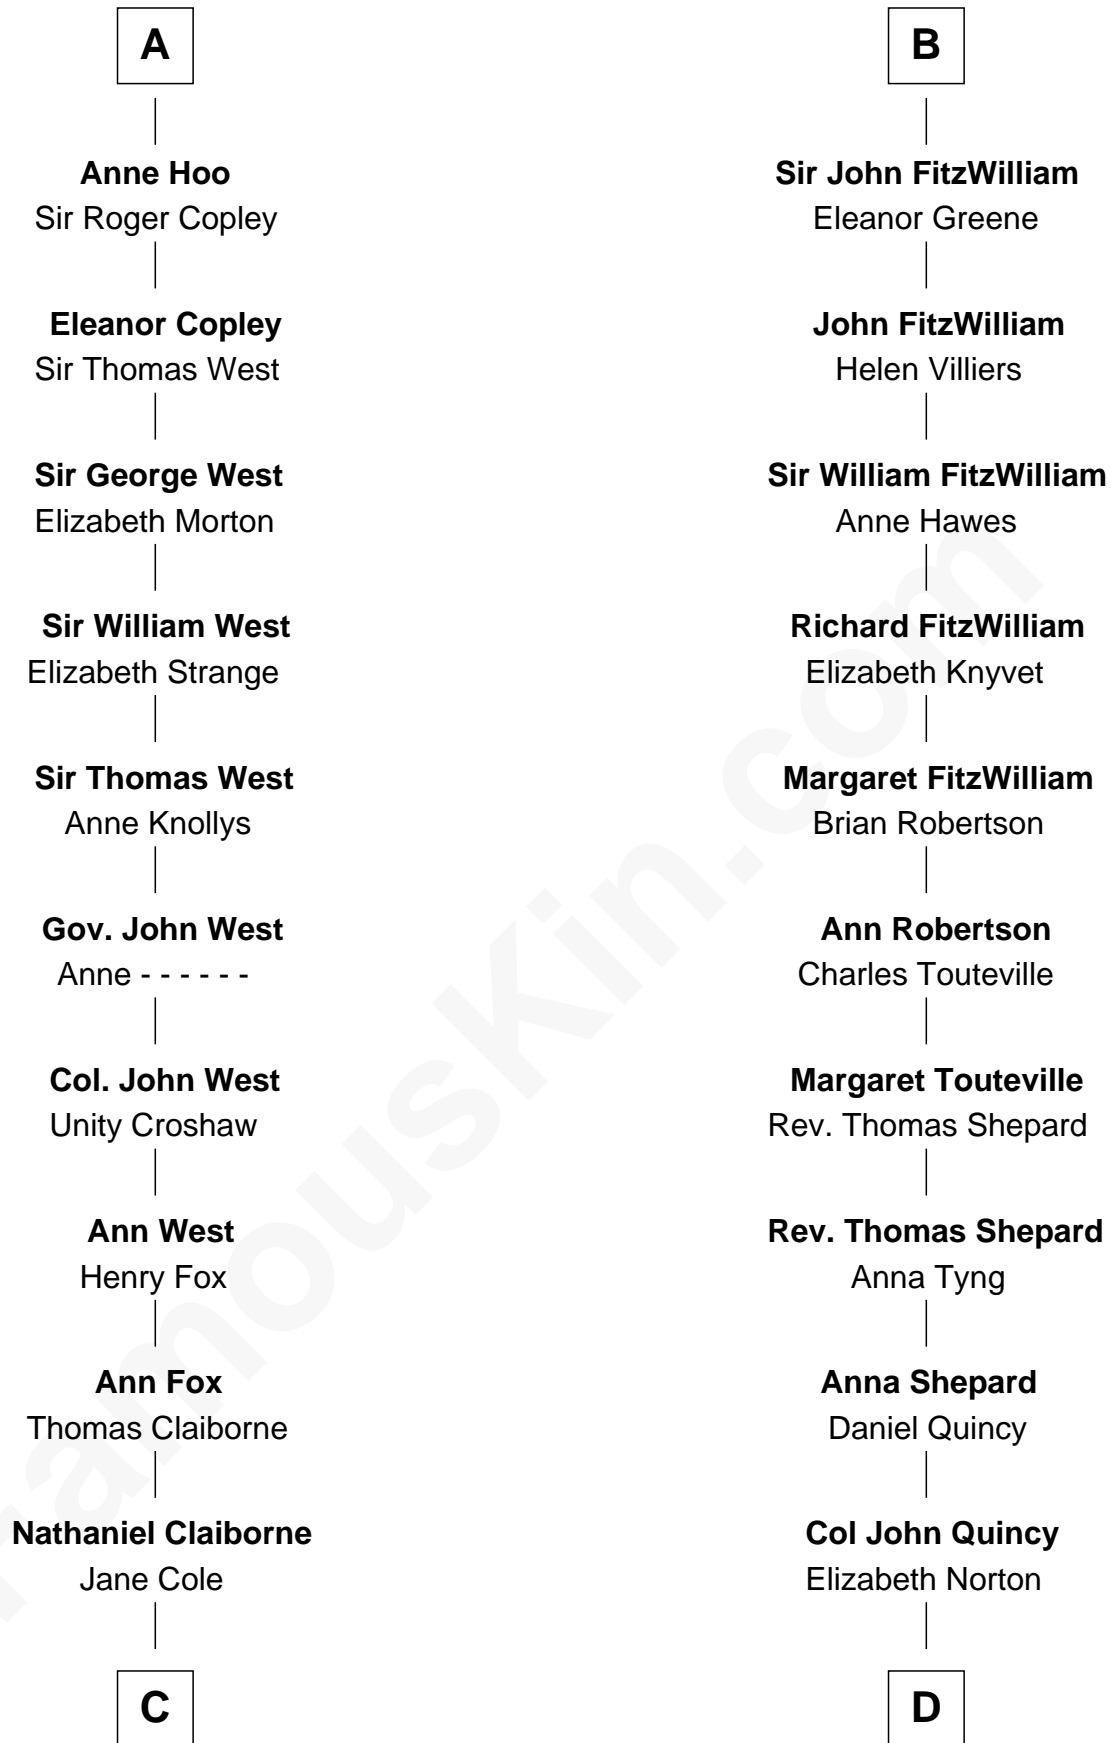 A
Anne Hoo
Sir Roger Copley
Eleanor Copley
Sir Thomas West
Sir George West
Elizabeth Morton
Sir William West
Elizabeth Strange
Sir Thomas West
Anne Knollys
Gov. John West
Anne - - - - - -
Col. John West
Unity Croshaw
Ann West
Henry Fox
Ann Fox
Thomas Claiborne
Nathaniel Claiborne
Jane Cole
C
B
Sir John FitzWilliam
Eleanor Greene
John FitzWilliam
Helen Villiers
Sir William FitzWilliam
Anne Hawes
Richard FitzWilliam
Elizabeth Knyvet
Margaret FitzWilliam
Brian Robertson
Ann Robertson
Charles Touteville
Margaret Touteville
Rev. Thomas Shepard
Rev. Thomas Shepard
Anna Tyng
Anna Shepard
Daniel Quincy
Col John Quincy
Elizabeth Norton
D
FamousKin.com